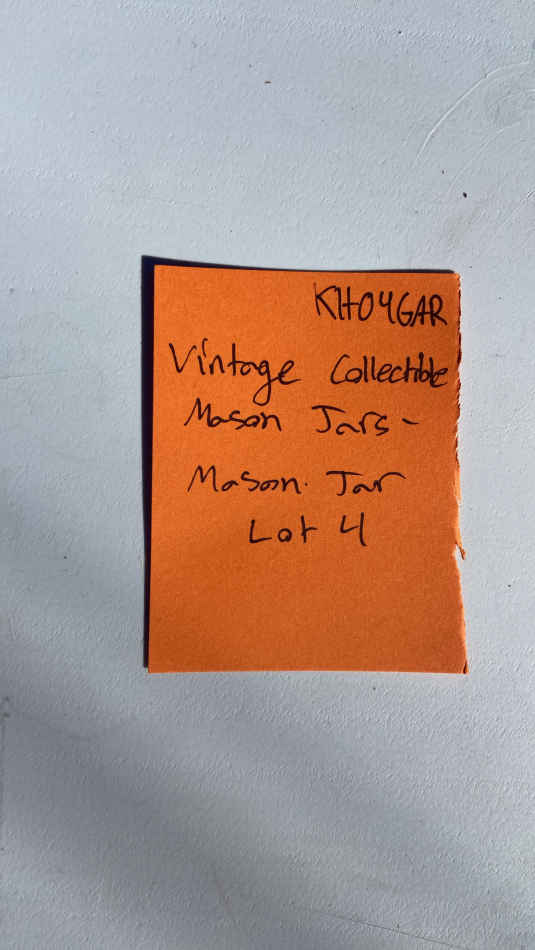 KH04GAR
Vintage Collectible
Mason Jars-
Mason Jar
Lot 4